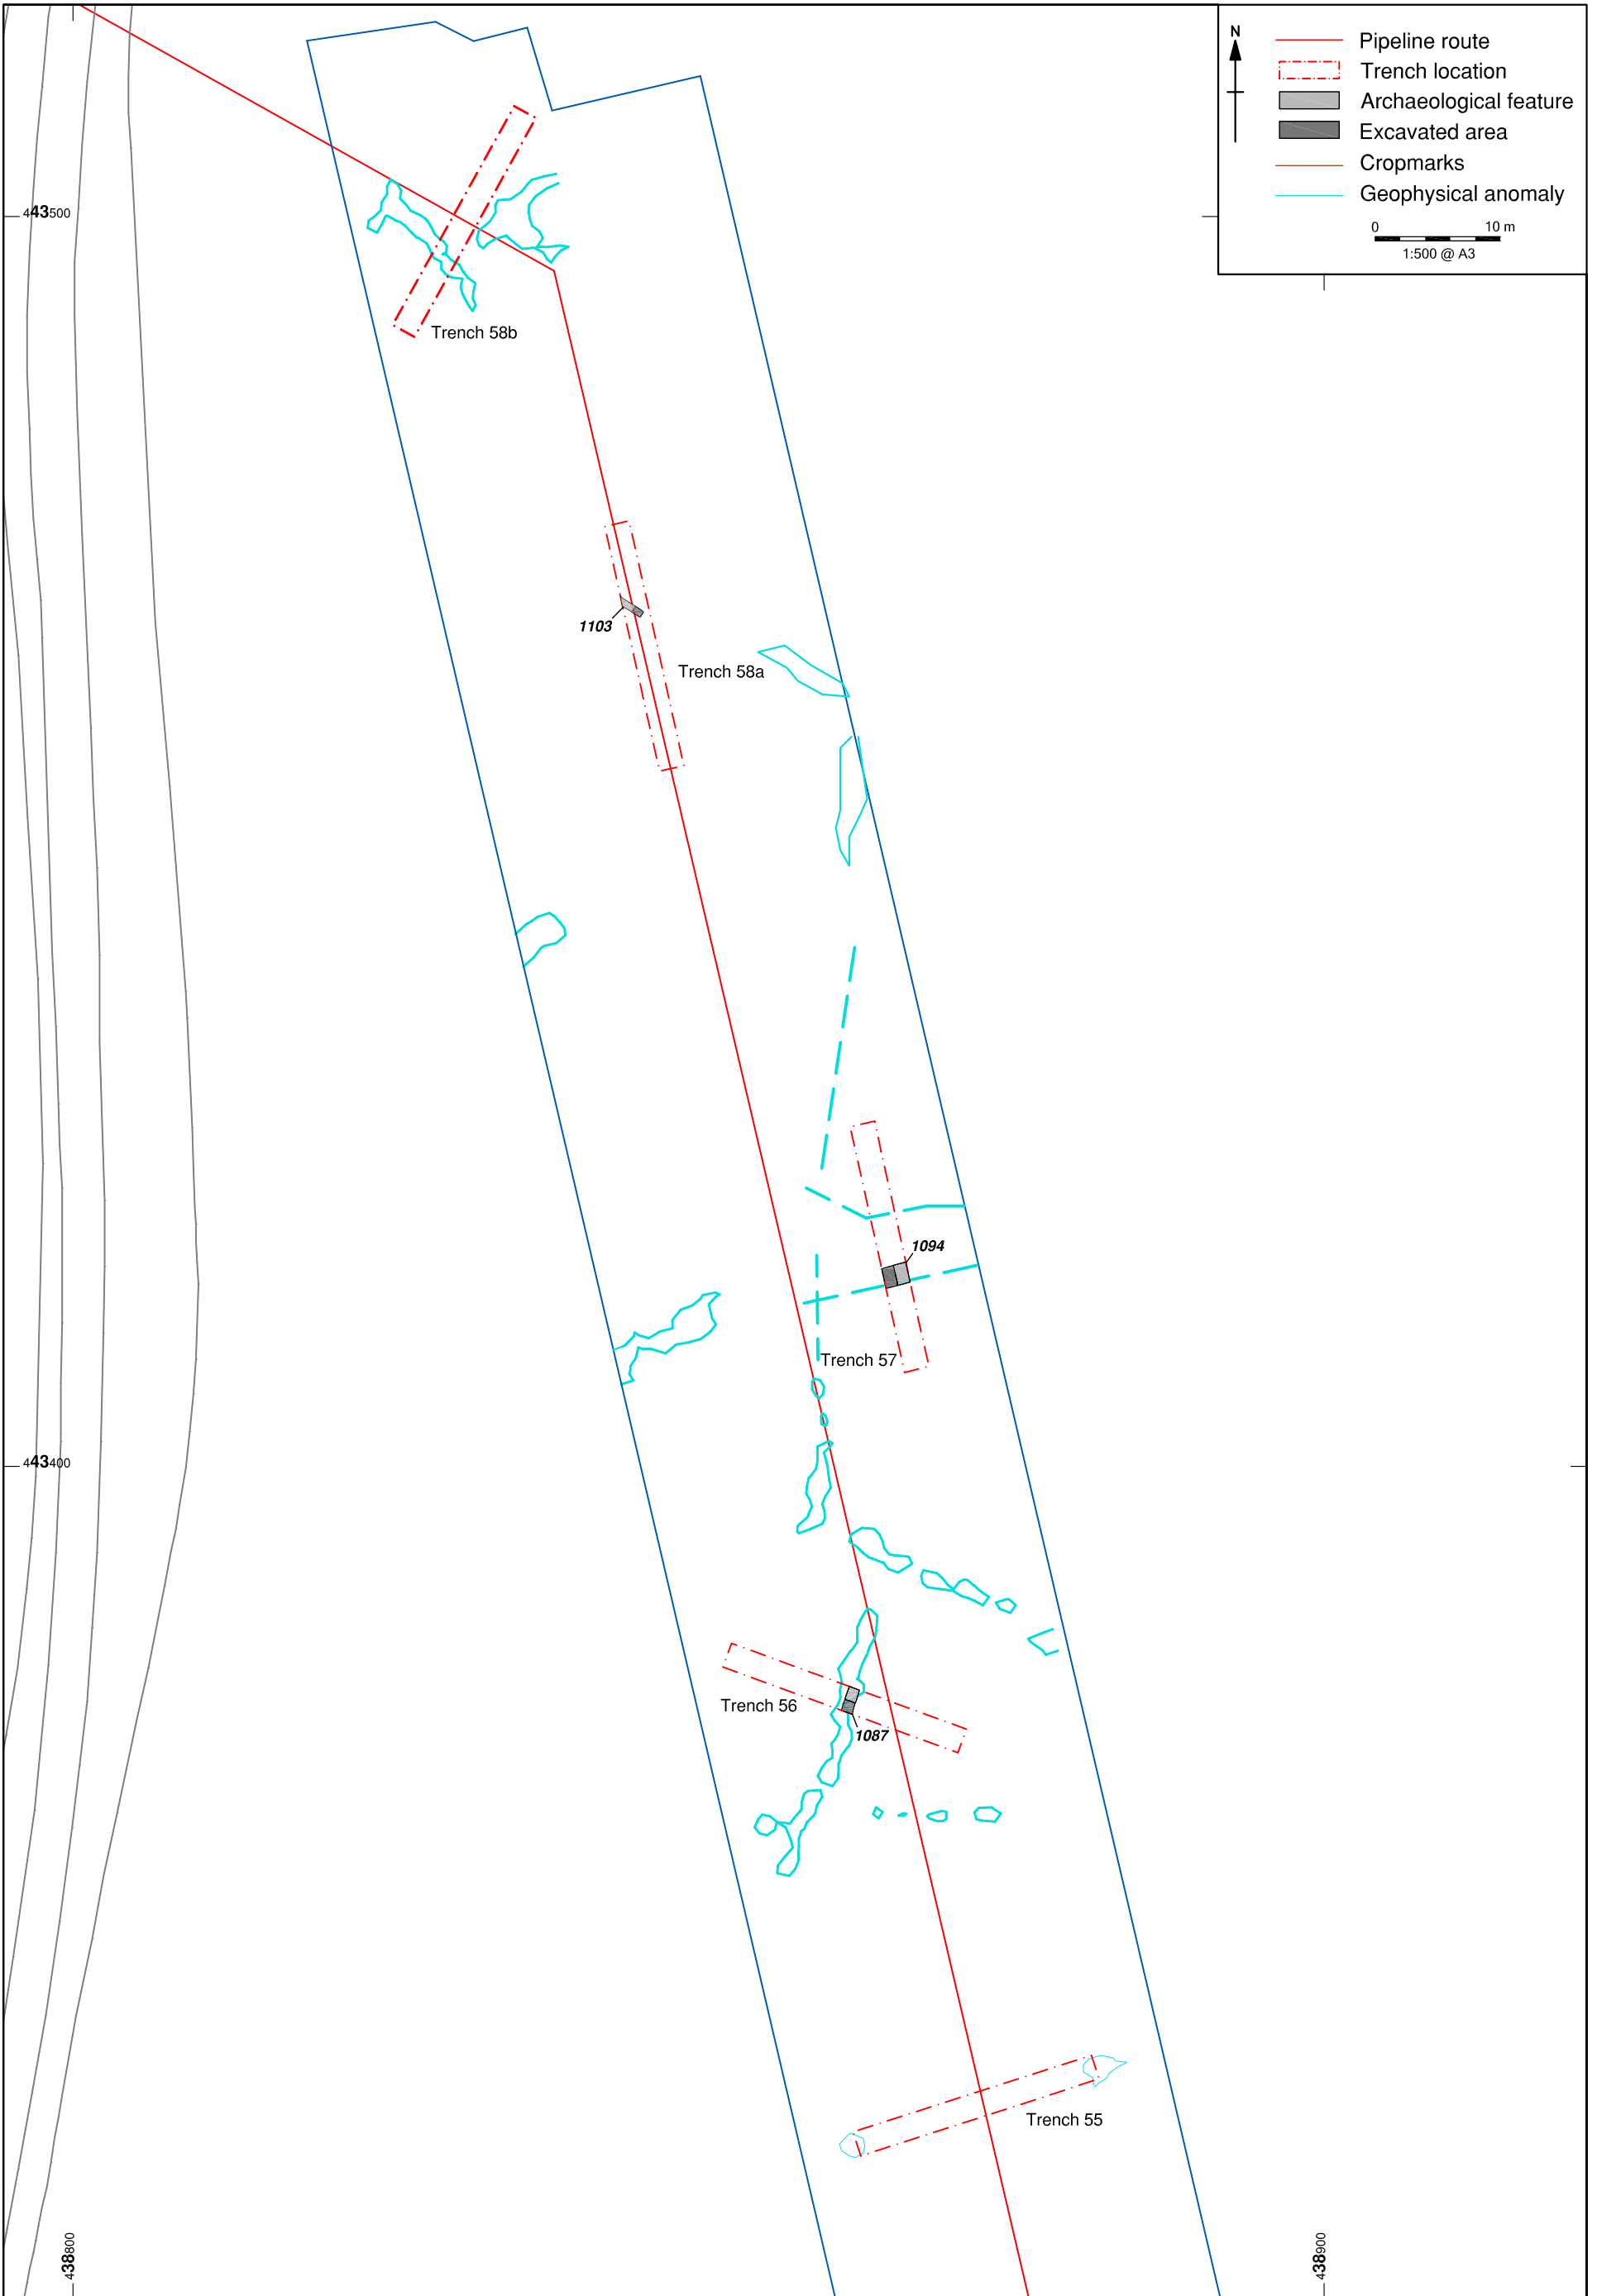 N
Pipeline route
Trench location
Archaeological feature
Excavated area
Cropmarks
Geophysical anomaly
0 10 m
1:500 @ A3
443500
Trench 58b
1103
Trench 58a
1094
Trench 57
443400
Trench 56
1087
Trench 55
438800
438900